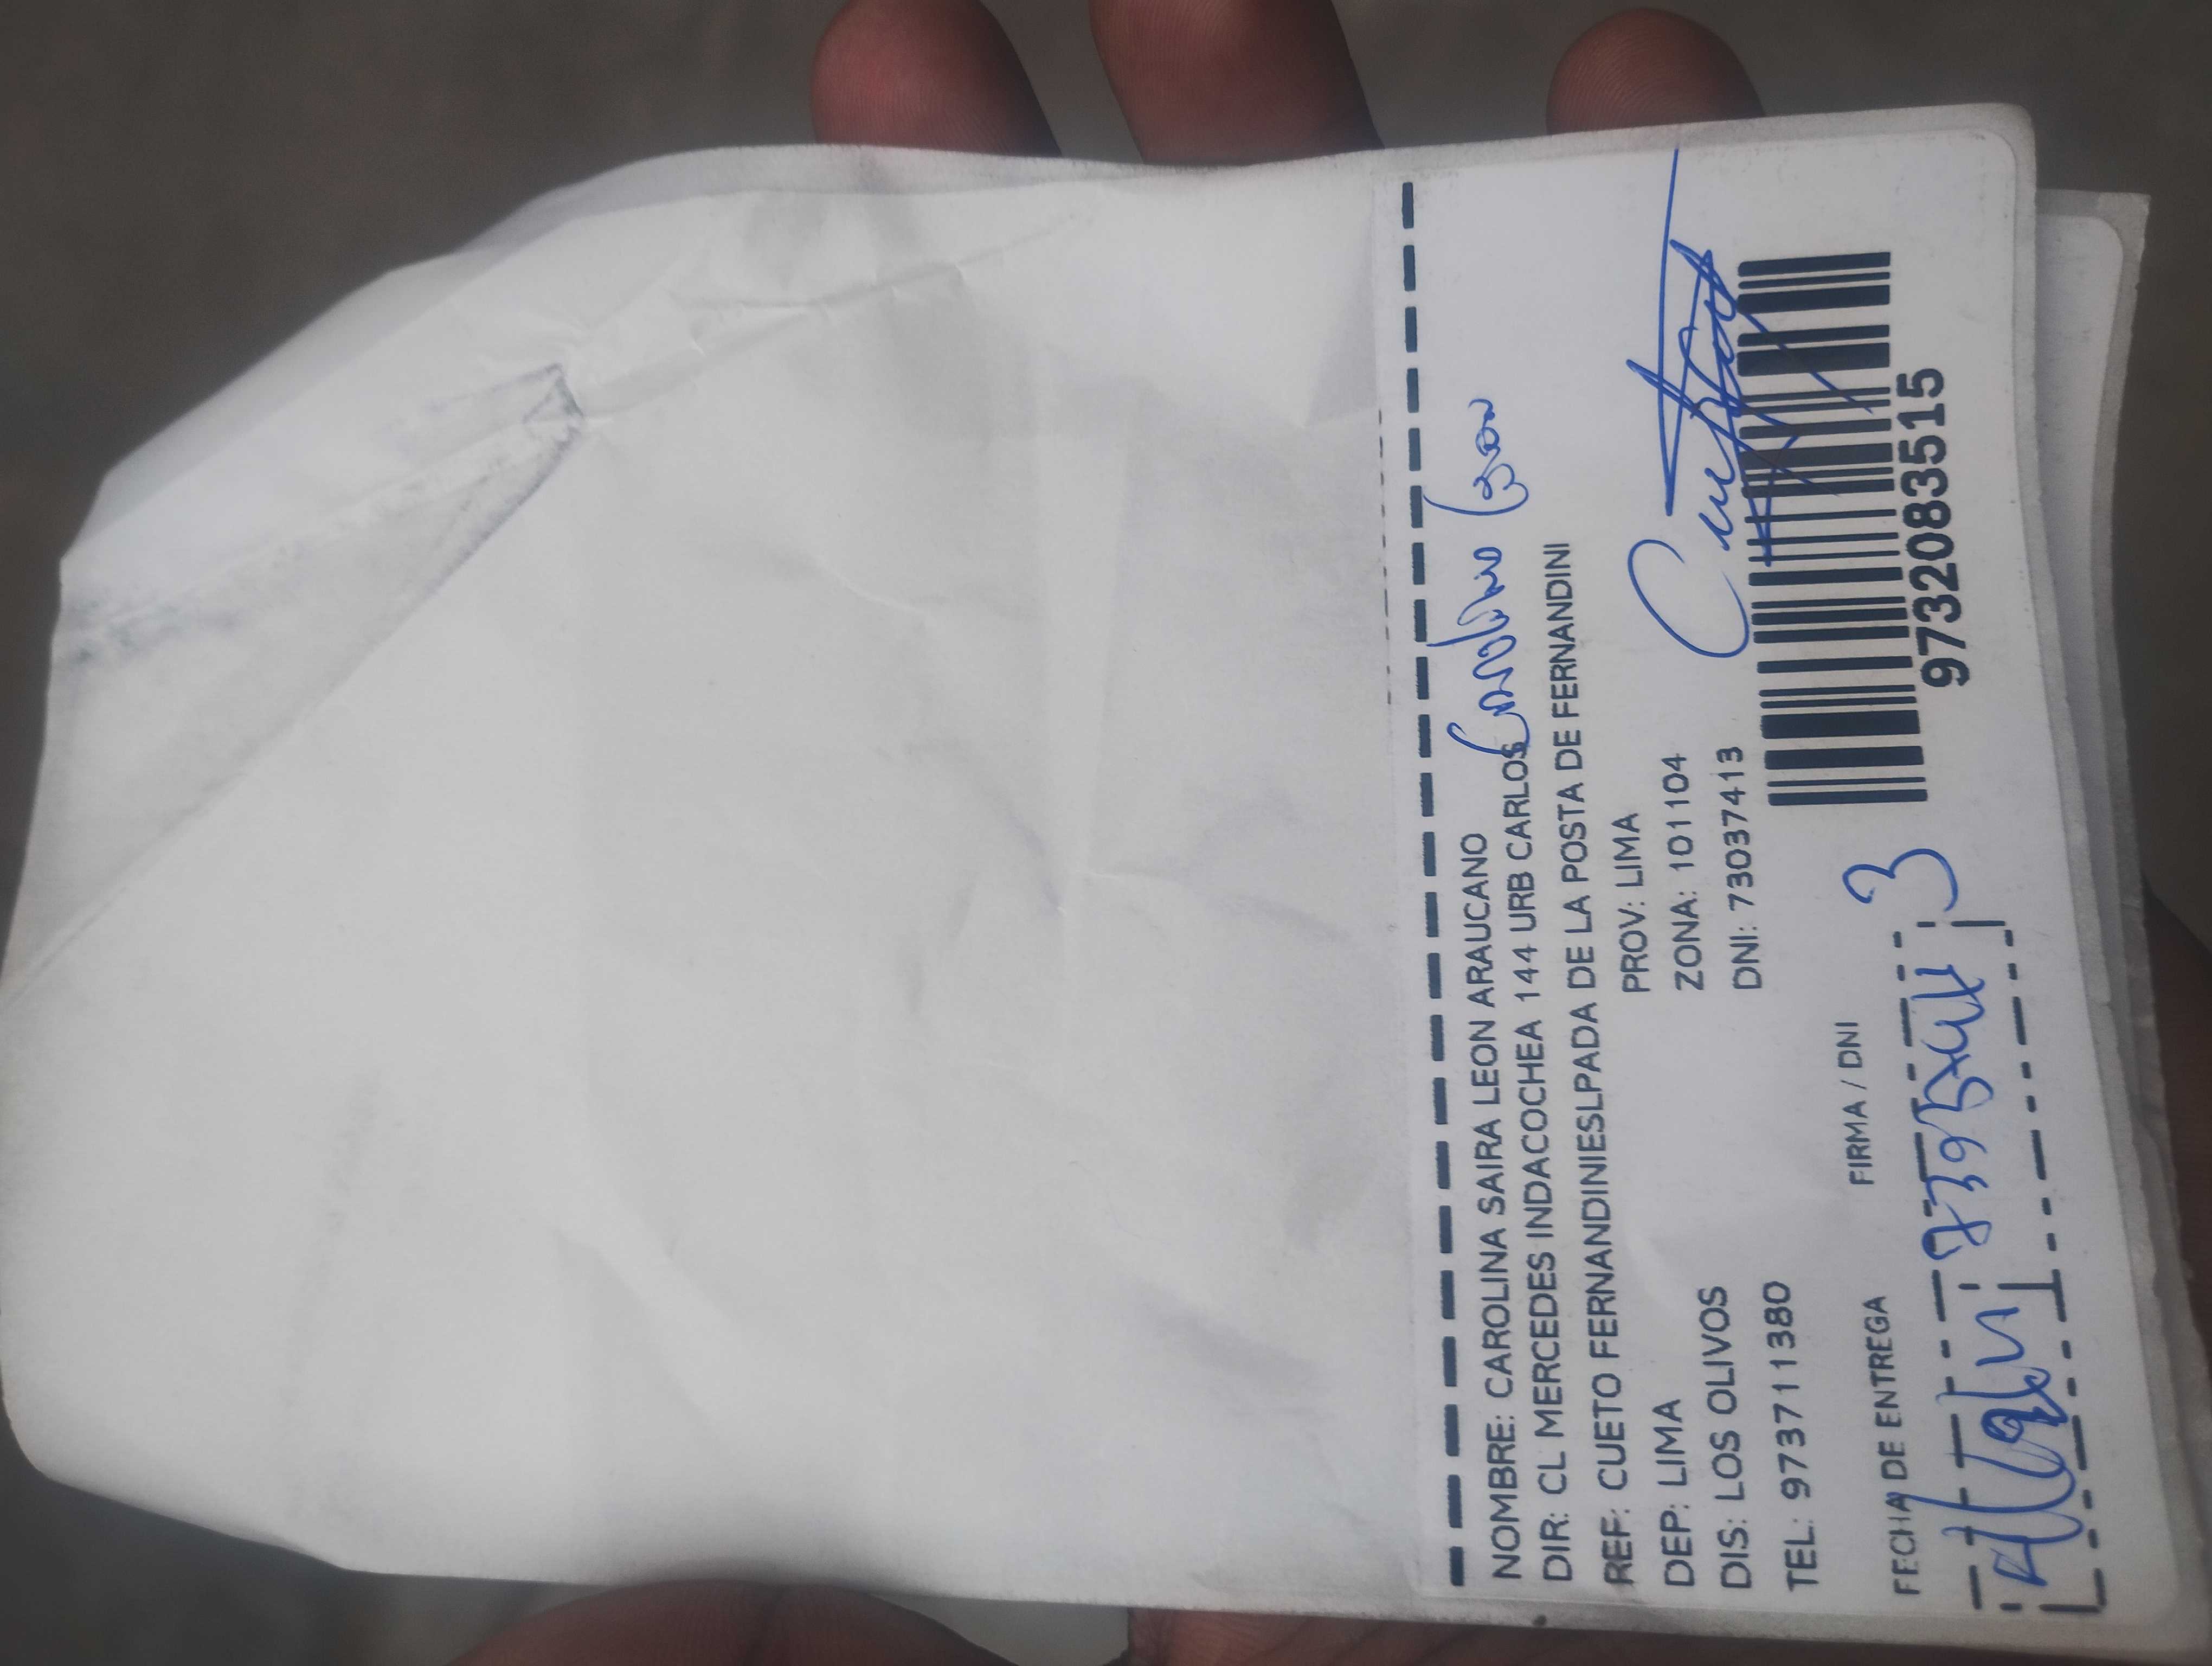 NOMBRE: CAROLINA SAIRA LEON ARAUCANO
DIR: CL MERCEDES INDACOCHEA 144 URB CARLOS
REF: CUETO FERNANDINIESLPADA DE LA POSTA DE FERNANDINI
DEP: LIMA PROV: LIMA
DIS: LOS OLIVOS ZONA: 101104
TEL: 973711380 DNI: 73037413
FECHA DE ENTREGA FIRMA / DNI
9732083515